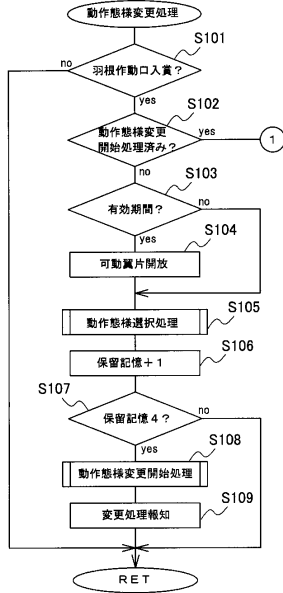 動作態様変更処理
S101
no
羽根作動口入賞？
yes
S102
動作態様変更
開始処理済み？
yes
1
no
S103
有効期間？
no
yes
S104
可動翼片開放
S105
動作態様選択処理
S106
保留記憶＋１
S107
保留記憶４？
no
yes
S108
動作態様変更開始処理
S109
変更処理報知
ＲＥＴ